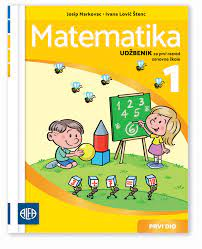 Josip Markovac • Ivana Lović Štenc
Matematika
UDŽBENIK za prvi razred
osnovne škole
1
1 2 3
4 5
ALFA
PRVI DIO